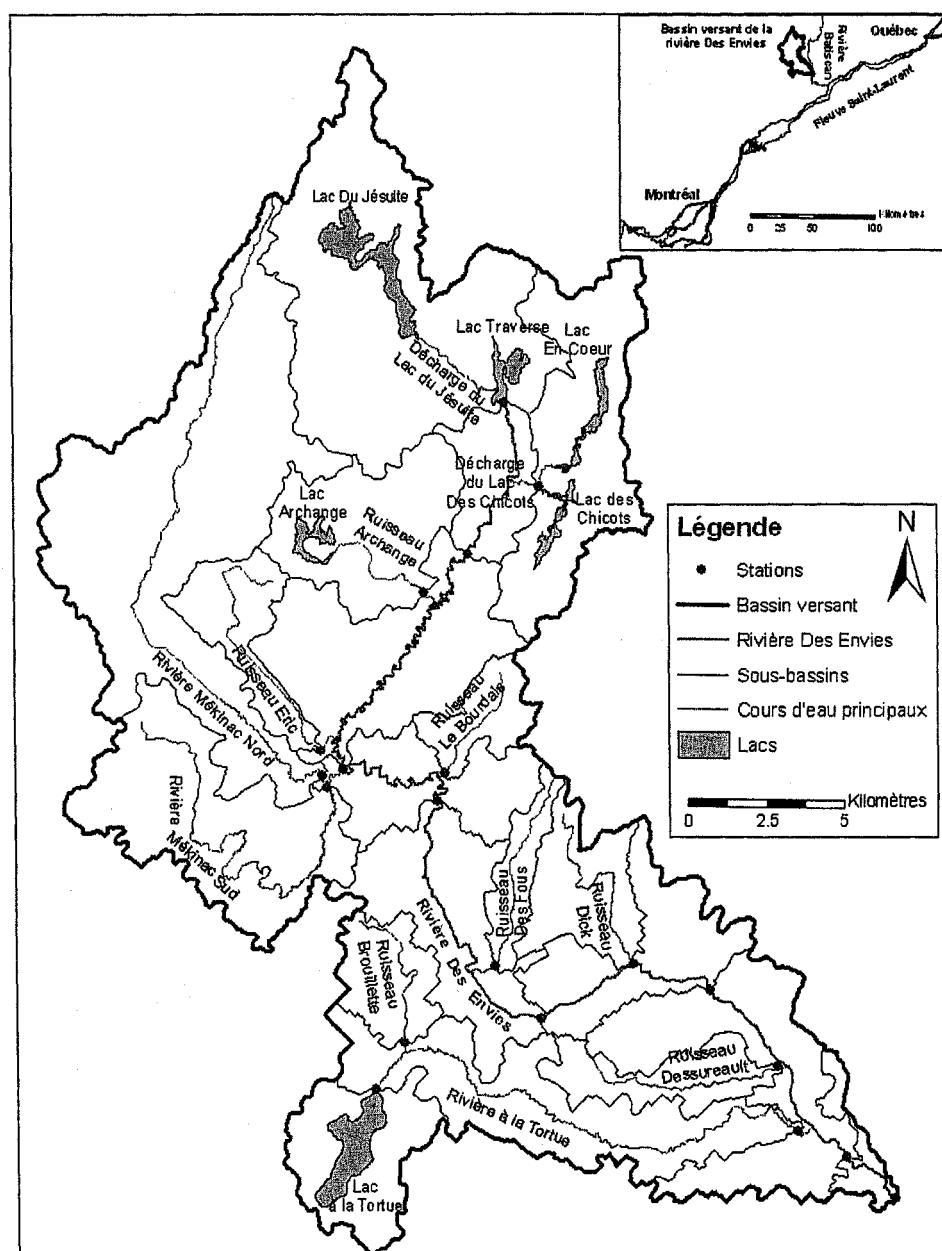 Bassin versant de la
rivière Des Envies
Rivière
Batiscan
Québec
Fleuve Saint-Laurent
Montréal
Kilomètres
0 25 50 100
Lac Du Jésuite
Lac Traverse
Lac
En Coeur
Décharge du
Lac du Jésuite
Décharge
du Lac
Des Chicots
Lac des
Chicots
Lac
Archange
Ruisseau
Archange
Légende
N
Stations
Bassin versant
Rivière Des Envies
Sous-bassins
Cours d'eau principaux
Lacs
Kilomètres
0 2.5 5
Ruisseau Eric
Rivière Mékinac Nord
Ruisseau
Le Bourdais
Rivière
Mékinac Sud
Ruisseau
Des Frous
Ruisseau
Dick
Rivière Des Envies
Ruisseau
Brouillette
Ruisseau
Dessureault
Rivière à la Tortue
Lac
à la Tortue